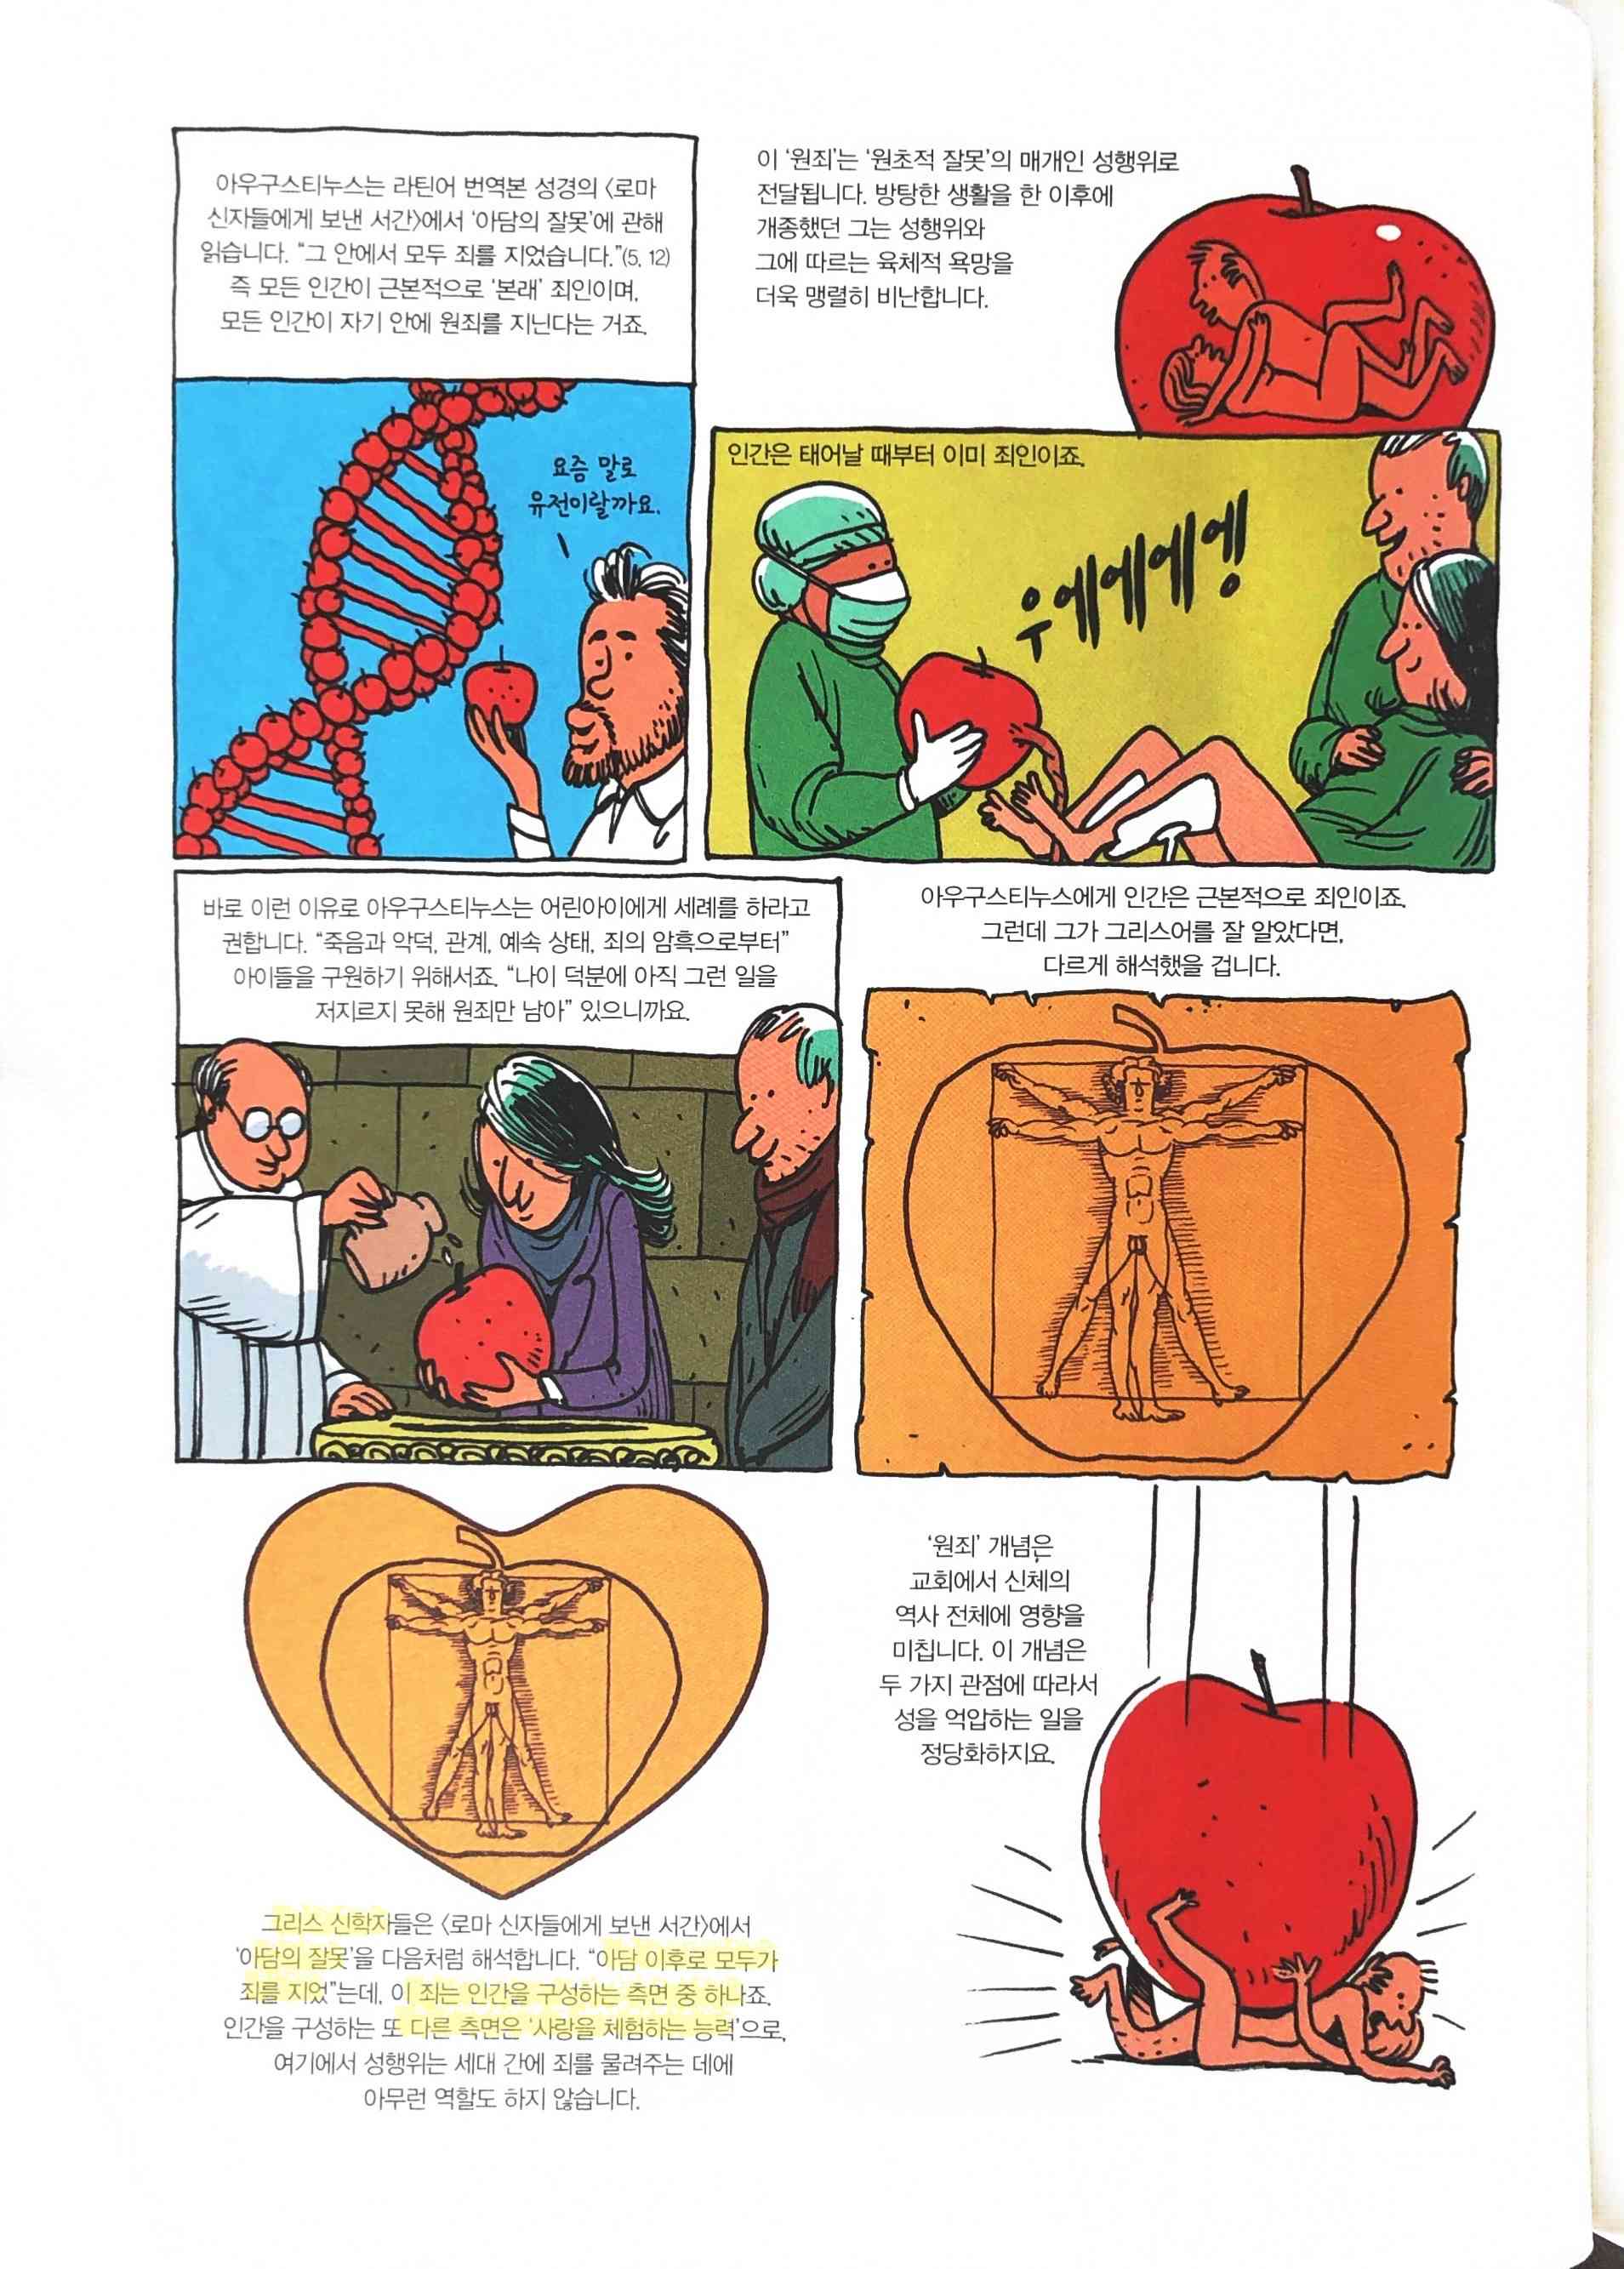 아우구스티누스는 라틴어 번역본 성경의 〈로마
신자들에게 보낸 서간〉에서 ‘아담의 잘못’에 관해
읽습니다. “그 안에서 모두 죄를 지었습니다.”(5, 12)
즉 모든 인간이 근본적으로 ‘본래’ 죄인이며,
모든 인간이 자기 안에 원죄를 지닌다는 거죠.
요즘 말로
유전이랄까요.
이 ‘원죄’는 ‘원초적 잘못’의 매개인 성행위로
전달됩니다. 방탕한 생활을 한 이후에
개종했던 그는 성행위와
그에 따르는 육체적 욕망을
더욱 맹렬히 비난합니다.
인간은 태어날 때부터 이미 죄인이죠.
우에에에엥
바로 이런 이유로 아우구스티누스는 어린아이에게 세례를 하라고
권합니다. “죽음과 악덕, 관계, 예속 상태, 죄의 암흑으로부터”
아이들을 구원하기 위해서죠. “나이 덕분에 아직 그런 일을
저지르지 못해 원죄만 남아” 있으니까요.
아우구스티누스에게 인간은 근본적으로 죄인이죠.
그런데 그가 그리스어를 잘 알았다면,
다르게 해석했을 겁니다.
그리스 신학자들은 〈로마 신자들에게 보낸 서간〉에서
‘아담의 잘못’을 다음처럼 해석합니다. “아담 이후로 모두가
죄를 지었”는데, 이 죄는 인간을 구성하는 측면 중 하나죠.
인간을 구성하는 또 다른 측면은 ‘사랑을 체험하는 능력’으로,
여기에서 성행위는 세대 간에 죄를 물려주는 데에
아무런 역할도 하지 않습니다.
‘원죄’ 개념은
교회에서 신체의
역사 전체에 영향을
미칩니다. 이 개념은
두 가지 관점에 따라서
성을 억압하는 일을
정당화하지요.